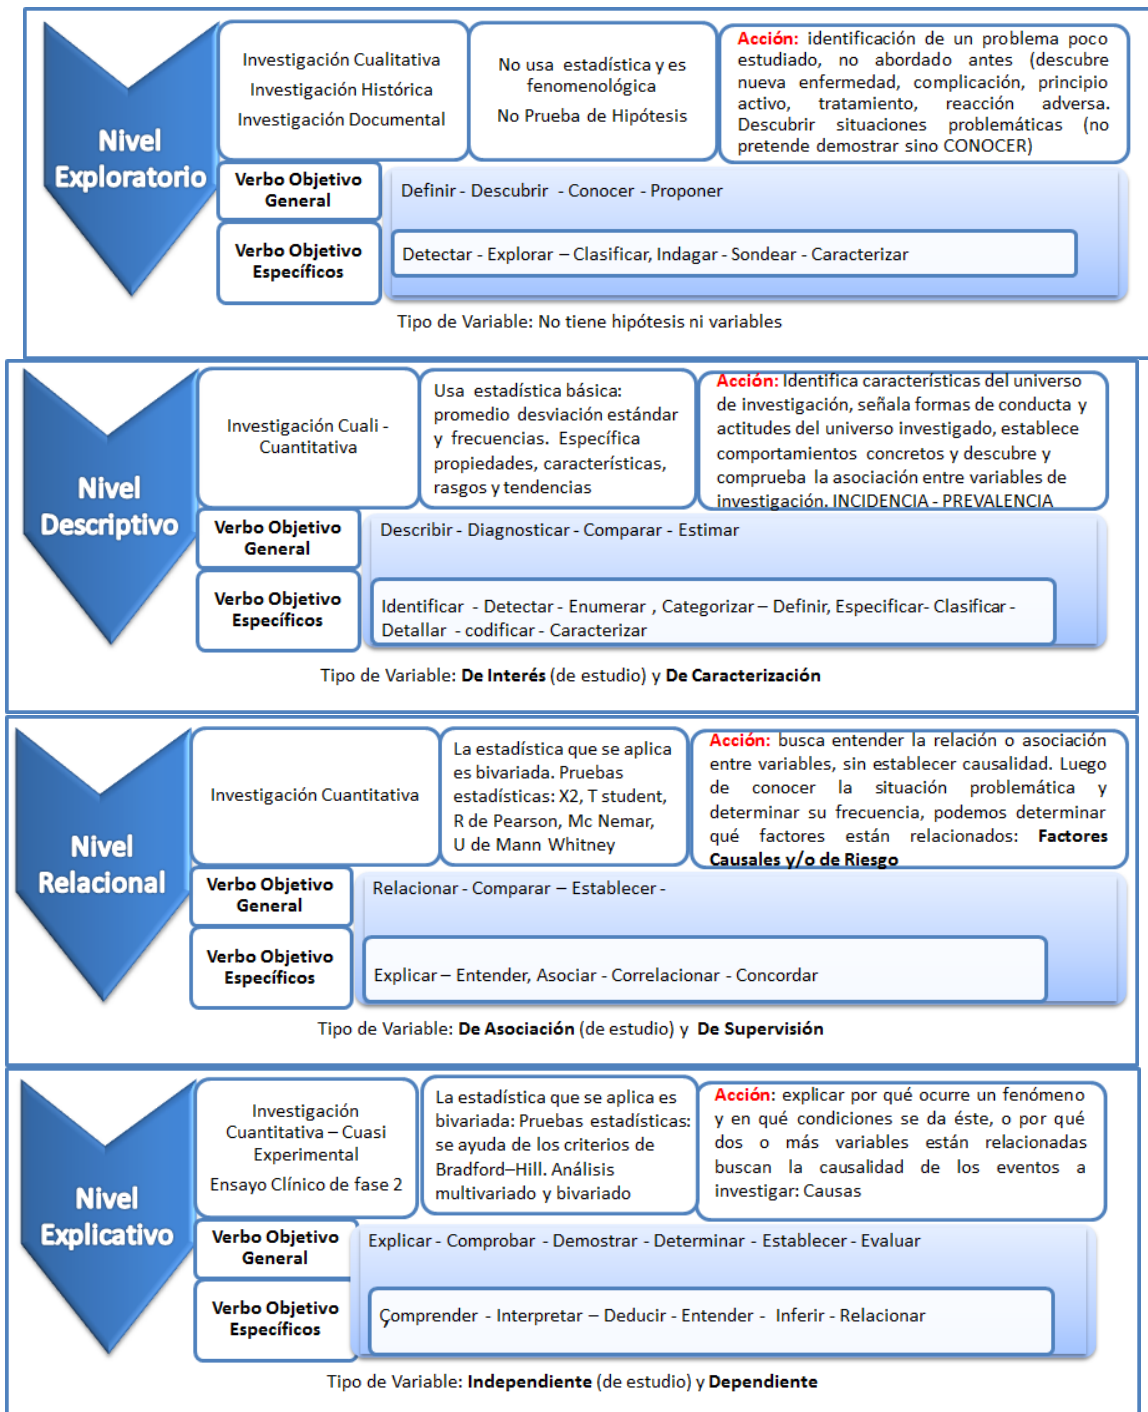 Nivel
Exploratorio
Investigación Cualitativa
Investigación Histórica
Investigación Documental
No usa estadística y es
fenomenológica
No Prueba de Hipótesis
Acción: identificación de un problema poco
estudiado, no abordado antes (descubre
nueva enfermedad, complicación, principio
activo, tratamiento, reacción adversa.
Descubrir situaciones problemáticas (no
pretende demostrar sino CONOCER)
Verbo Objetivo
General
Definir - Descubrir - Conocer - Proponer
Verbo Objetivo
Específicos
Detectar - Explorar – Clasificar, Indagar - Sondear - Caracterizar
Tipo de Variable: No tiene hipótesis ni variables
Nivel
Descriptivo
Investigación Cuali -
Cuantitativa
Usa estadística básica:
promedio desviación estándar
y frecuencias. Específica
propiedades, características,
rasgos y tendencias
Acción: Identifica características del universo
de investigación, señala formas de conducta y
actitudes del universo investigado, establece
comportamientos concretos y descubre y
comprueba la asociación entre variables de
investigación. INCIDENCIA - PREVALENCIA
Verbo Objetivo
General
Describir - Diagnosticar - Comparar - Estimar
Verbo Objetivo
Específicos
Identificar - Detectar - Enumerar , Categorizar – Definir, Especificar- Clasificar -
Detallar - codificar - Caracterizar
Tipo de Variable: De Interés (de estudio) y De Caracterización
Nivel
Relacional
Investigación Cuantitativa
La estadística que se aplica
es bivariada. Pruebas
estadísticas: X2, T student,
R de Pearson, Mc Nemar,
U de Mann Whitney
Acción: busca entender la relación o asociación
entre variables, sin establecer causalidad. Luego
de conocer la situación problemática y
determinar su frecuencia, podemos determinar
qué factores están relacionados: Factores
Causales y/o de Riesgo
Verbo Objetivo
General
Relacionar - Comparar – Establecer -
Verbo Objetivo
Específicos
Explicar – Entender, Asociar - Correlacionar - Concordar
Tipo de Variable: De Asociación (de estudio) y De Supervisión
Nivel
Explicativo
Investigación
Cuantitativa – Cuasi
Experimental
Ensayo Clínico de fase 2
La estadística que se aplica es
bivariada: Pruebas estadísticas:
se ayuda de los criterios de
Bradford–Hill. Análisis
multivariado y bivariado
Acción: explicar por qué ocurre un fenómeno
y en qué condiciones se da éste, o por qué
dos o más variables están relacionadas
buscan la causalidad de los eventos a
investigar: Causas
Verbo Objetivo
General
Explicar - Comprobar - Demostrar - Determinar - Establecer - Evaluar
Verbo Objetivo
Específicos
Çomprender - Interpretar – Deducir - Entender - Inferir - Relacionar
Tipo de Variable: Independiente (de estudio) y Dependiente